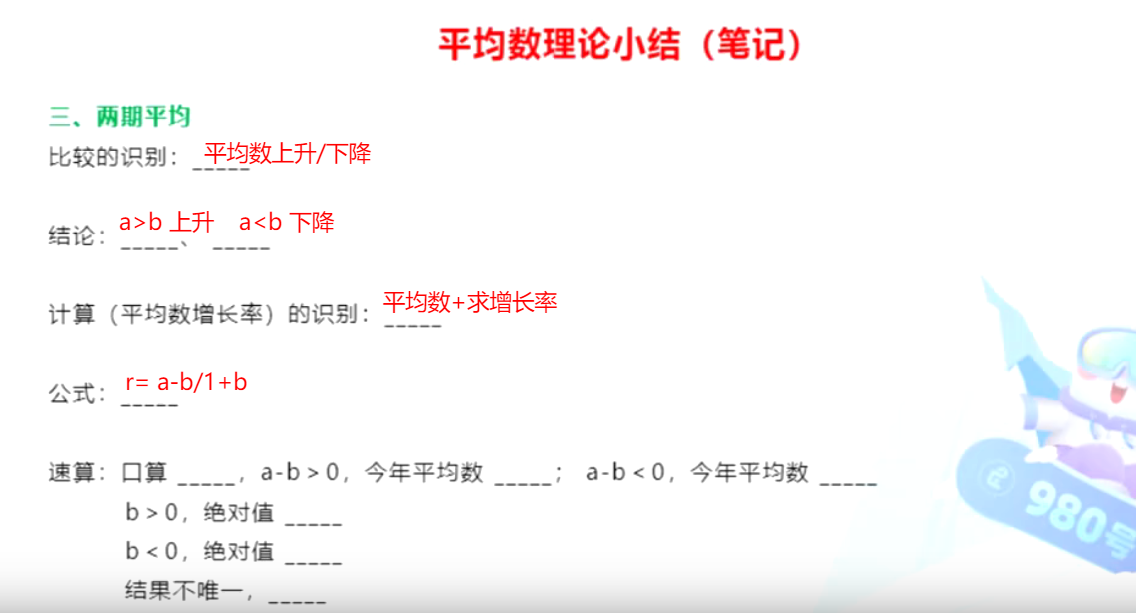 平均数理论小结（笔记）
三、两期平均
比较的识别：_____平均数上升/下降
结论：_____、_____ a>b 上升 a<b 下降
计算（平均数增长率）的识别：_____平均数+求增长率
公式：_____ r= a-b/1+b
速算：口算 _____，a-b＞0，今年平均数 _____； a-b＜0，今年平均数 _____
b＞0，绝对值 _____
b＜0，绝对值 _____
结果不唯一，_____
980号